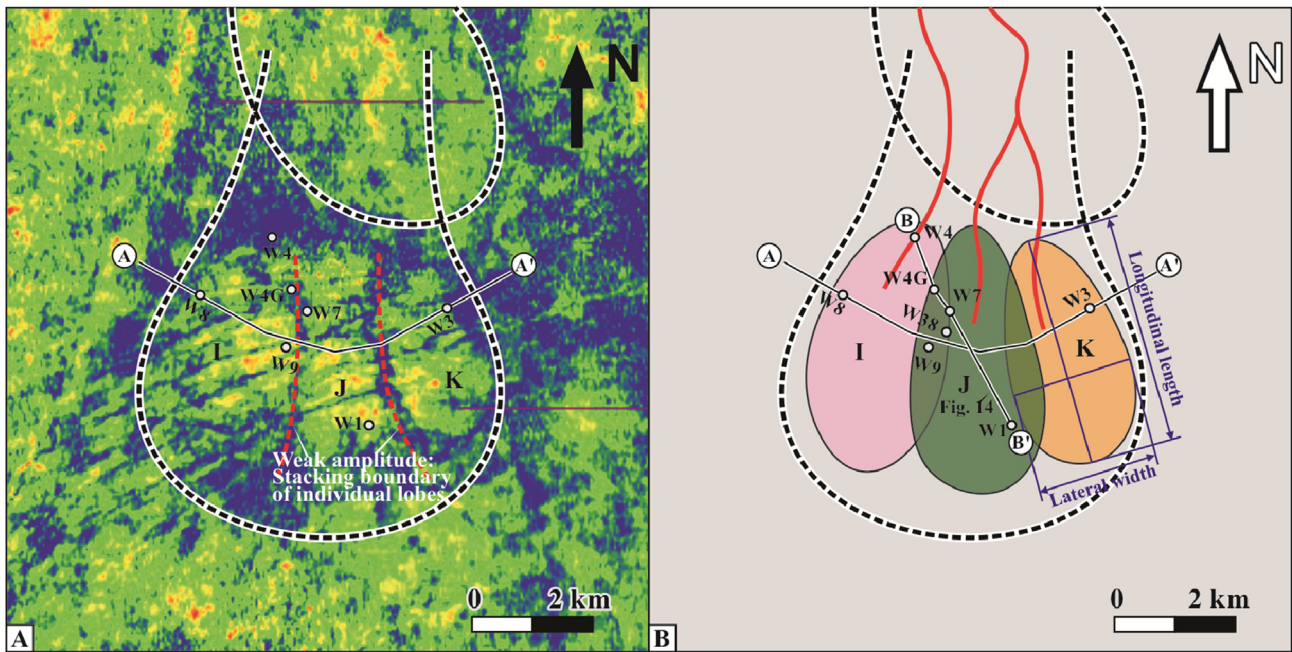 N
A
A'
W4
W4G
W7
W8
W3
W9
I
J
K
W1
Weak amplitude:
Stacking boundary
of individual lobes
0 2 km
A
N
B
W4
A
A'
W4G
W7
W3
W8
W38
W9
I
J
K
Fig. 14
W1
B'
Longitudinal length
Lateral width
0 2 km
B